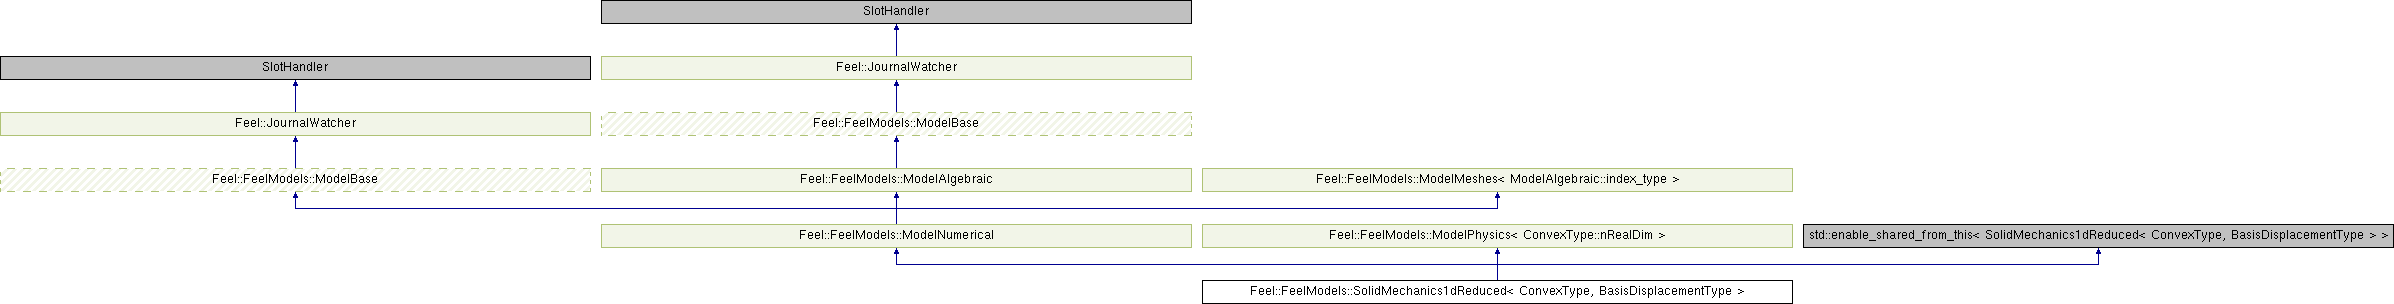 SlotHandler
SlotHandler
Feel::JournalWatcher
Feel::JournalWatcher
Feel::FeelModels::ModelBase
Feel::FeelModels::ModelBase
Feel::FeelModels::ModelAlgebraic
Feel::FeelModels::ModelMeshes< ModelAlgebraic::index_type >
Feel::FeelModels::ModelNumerical
Feel::FeelModels::ModelPhysics< ConvexType::nRealDim >
std::enable_shared_from_this< SolidMechanics1dReduced< ConvexType, BasisDisplacementType > >
Feel::FeelModels::SolidMechanics1dReduced< ConvexType, BasisDisplacementType >